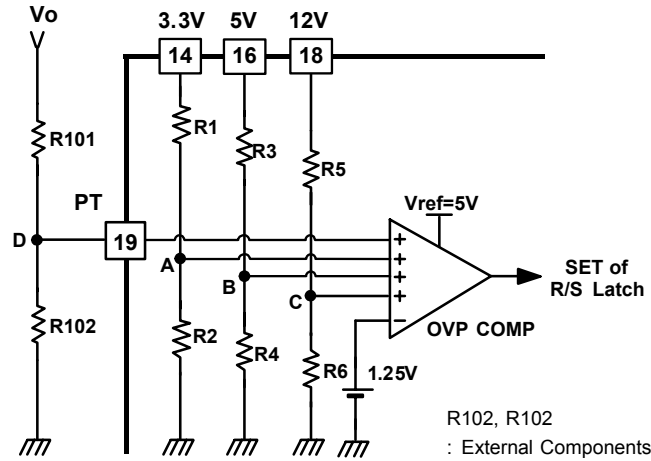 Vo
3.3V 5V 12V
14 16 18
R101
R1
R3
R5
PT
Vref=5V
D
19
A
B
C
+
+
+
+
−
SET of
R/S Latch
OVP COMP
R102
R2
R4
R6
1.25V
R102, R102
: External Components